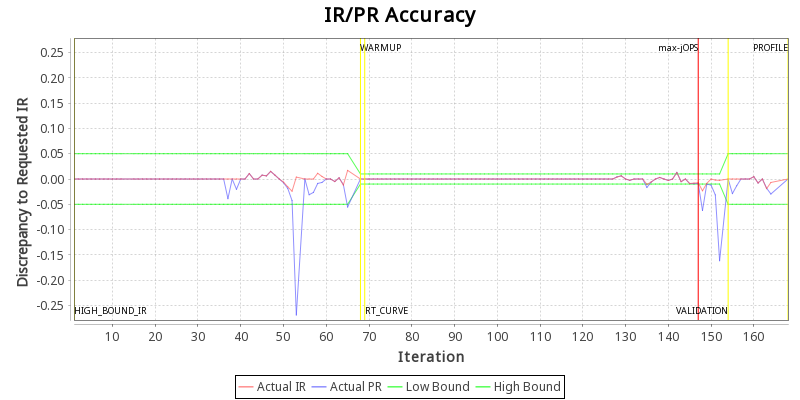 IR/PR Accuracy
Discrepancy to Requested IR
0.25
0.20
0.15
0.10
0.05
0.00
-0.05
-0.10
-0.15
-0.20
-0.25
WARMUP
max-jOPS
PROFILE
HIGH_BOUND_IR
RT_CURVE
VALIDATION
10 20 30 40 50 60 70 80 90 100 110 120 130 140 150 160
Iteration
Actual IR Actual PR Low Bound High Bound